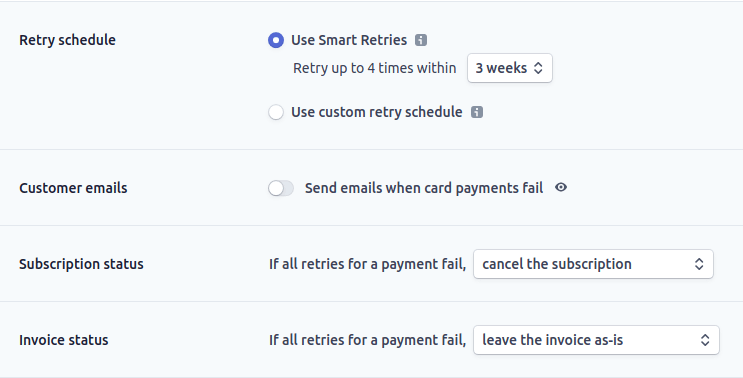 Retry schedule
Use Smart Retries i
Retry up to 4 times within 3 weeks
Use custom retry schedule i
Customer emails
Send emails when card payments fail
Subscription status
If all retries for a payment fail, cancel the subscription
Invoice status
If all retries for a payment fail, leave the invoice as-is